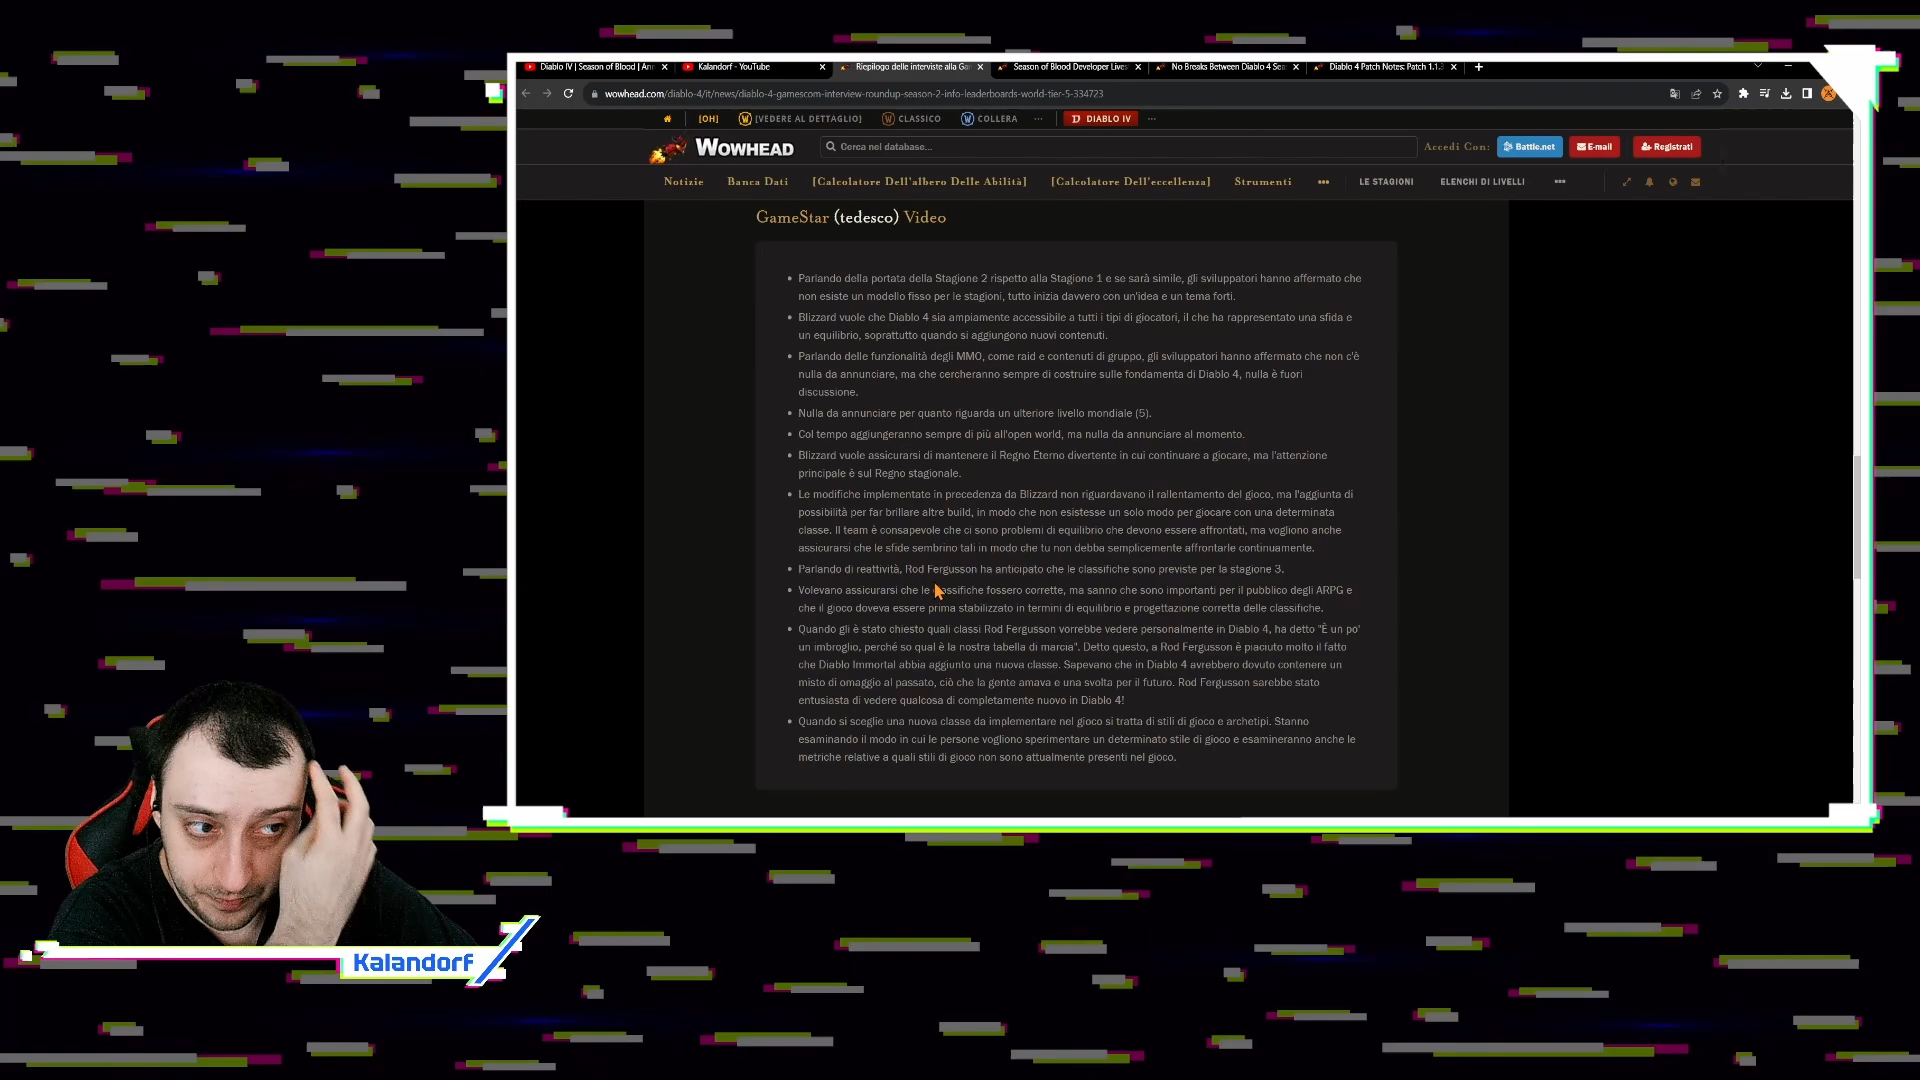 Diablo IV | Season of Blood | Ann
Kalandorf - YouTube
Riepilogo delle interviste alla Gam
Season of Blood Developer Lives
No Breaks Between Diablo 4 Sea
Diablo 4 Patch Notes: Patch 1.1.3
wowhead.com/diablo-4/it/news/diablo-4-gamescom-interview-roundup-season-2-info-leaderboards-world-tier-5-334723
[OH]
[VEDERE AL DETTAGLIO]
CLASSICO
COLLERA
DIABLO IV
WOWHEAD
Cerca nel database...
Accedi Con:
Battle.net
E-mail
Registrati
Notizie
Banca Dati
[Calcolatore Dell'albero Delle Abilità]
[Calcolatore Dell'eccellenza]
Strumenti
LE STAGIONI
ELENCHI DI LIVELLI
GameStar (tedesco) Video
Parlando della portata della Stagione 2 rispetto alla Stagione 1 e se sarà simile, gli sviluppatori hanno affermato che
non esiste un modello fisso per le stagioni, tutto inizia davvero con un'idea e un tema forti.
Blizzard vuole che Diablo 4 sia ampiamente accessibile a tutti i tipi di giocatori, il che ha rappresentato una sfida e
un equilibrio, soprattutto quando si aggiungono nuovi contenuti.
Parlando delle funzionalità degli MMO, come raid e contenuti di gruppo, gli sviluppatori hanno affermato che non c'è
nulla da annunciare, ma che cercheranno sempre di costruire sulle fondamenta di Diablo 4, nulla è fuori
discussione.
Nulla da annunciare per quanto riguarda un ulteriore livello mondiale (5).
Col tempo aggiungeranno sempre di più all'open world, ma nulla da annunciare al momento.
Blizzard vuole assicurarsi di mantenere il Regno Eterno divertente in cui continuare a giocare, ma l'attenzione
principale è sul Regno stagionale.
Le modifiche implementate in precedenza da Blizzard non riguardavano il rallentamento del gioco, ma l'aggiunta di
possibilità per far brillare altre build, in modo che non esistesse un solo modo per giocare con una determinata
classe. Il team è consapevole che ci sono problemi di equilibrio che devono essere affrontati, ma vogliono anche
assicurarsi che le sfide sembrino tali in modo che tu non debba semplicemente affrontarle continuamente.
Parlando di reattività, Rod Fergusson ha anticipato che le classifiche sono previste per la stagione 3.
Volevano assicurarsi che le classifiche fossero corrette, ma sanno che sono importanti per il pubblico degli ARPG e
che il gioco doveva essere prima stabilizzato in termini di equilibrio e progettazione corretta delle classifiche.
Quando gli è stato chiesto quali classi Rod Fergusson vorrebbe vedere personalmente in Diablo 4, ha detto "È un po'
un imbroglio, perché so qual è la nostra tabella di marcia". Detto questo, a Rod Fergusson è piaciuto molto il fatto
che Diablo Immortal abbia aggiunto una nuova classe. Sapevano che in Diablo 4 avrebbero dovuto contenere un
misto di omaggio al passato, ciò che la gente amava e una svolta per il futuro. Rod Fergusson sarebbe stato
entusiasta di vedere qualcosa di completamente nuovo in Diablo 4!
Quando si sceglie una nuova classe da implementare nel gioco si tratta di stili di gioco e archetipi. Stanno
esaminando il modo in cui le persone vogliono sperimentare un determinato stile di gioco e esamineranno anche le
metriche relative a quali stili di gioco non sono attualmente presenti nel gioco.
Kalandorf